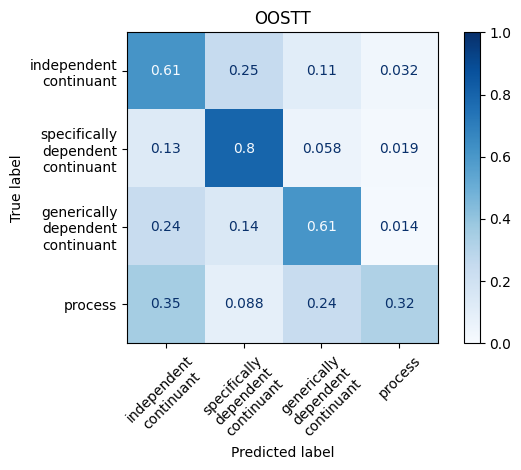 OOSTT
True label
independent
continuant
0.61 0.25 0.11 0.032
specifically
dependent
continuant
0.13 0.8 0.058 0.019
generically
dependent
continuant
0.24 0.14 0.61 0.014
process
0.35 0.088 0.24 0.32
independent
continuant
specifically
dependent
continuant
generically
dependent
continuant
process
Predicted label
1.0
0.8
0.6
0.4
0.2
0.0